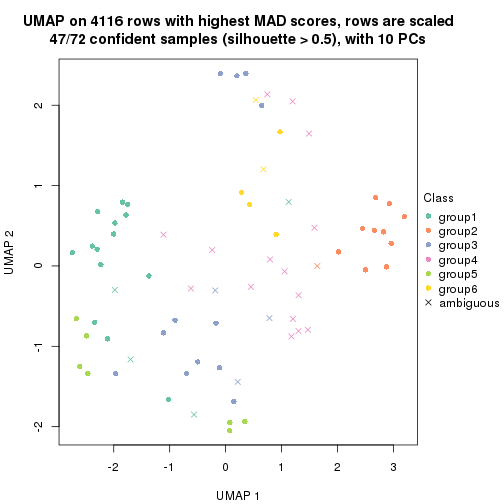 UMAP on 4116 rows with highest MAD scores, rows are scaled
47/72 confident samples (silhouette > 0.5), with 10 PCs
2
1
0
-1
-2
UMAP 2
-2
-1
0
1
2
3
UMAP 1
Class
group1
group2
group3
group4
group5
group6
ambiguous